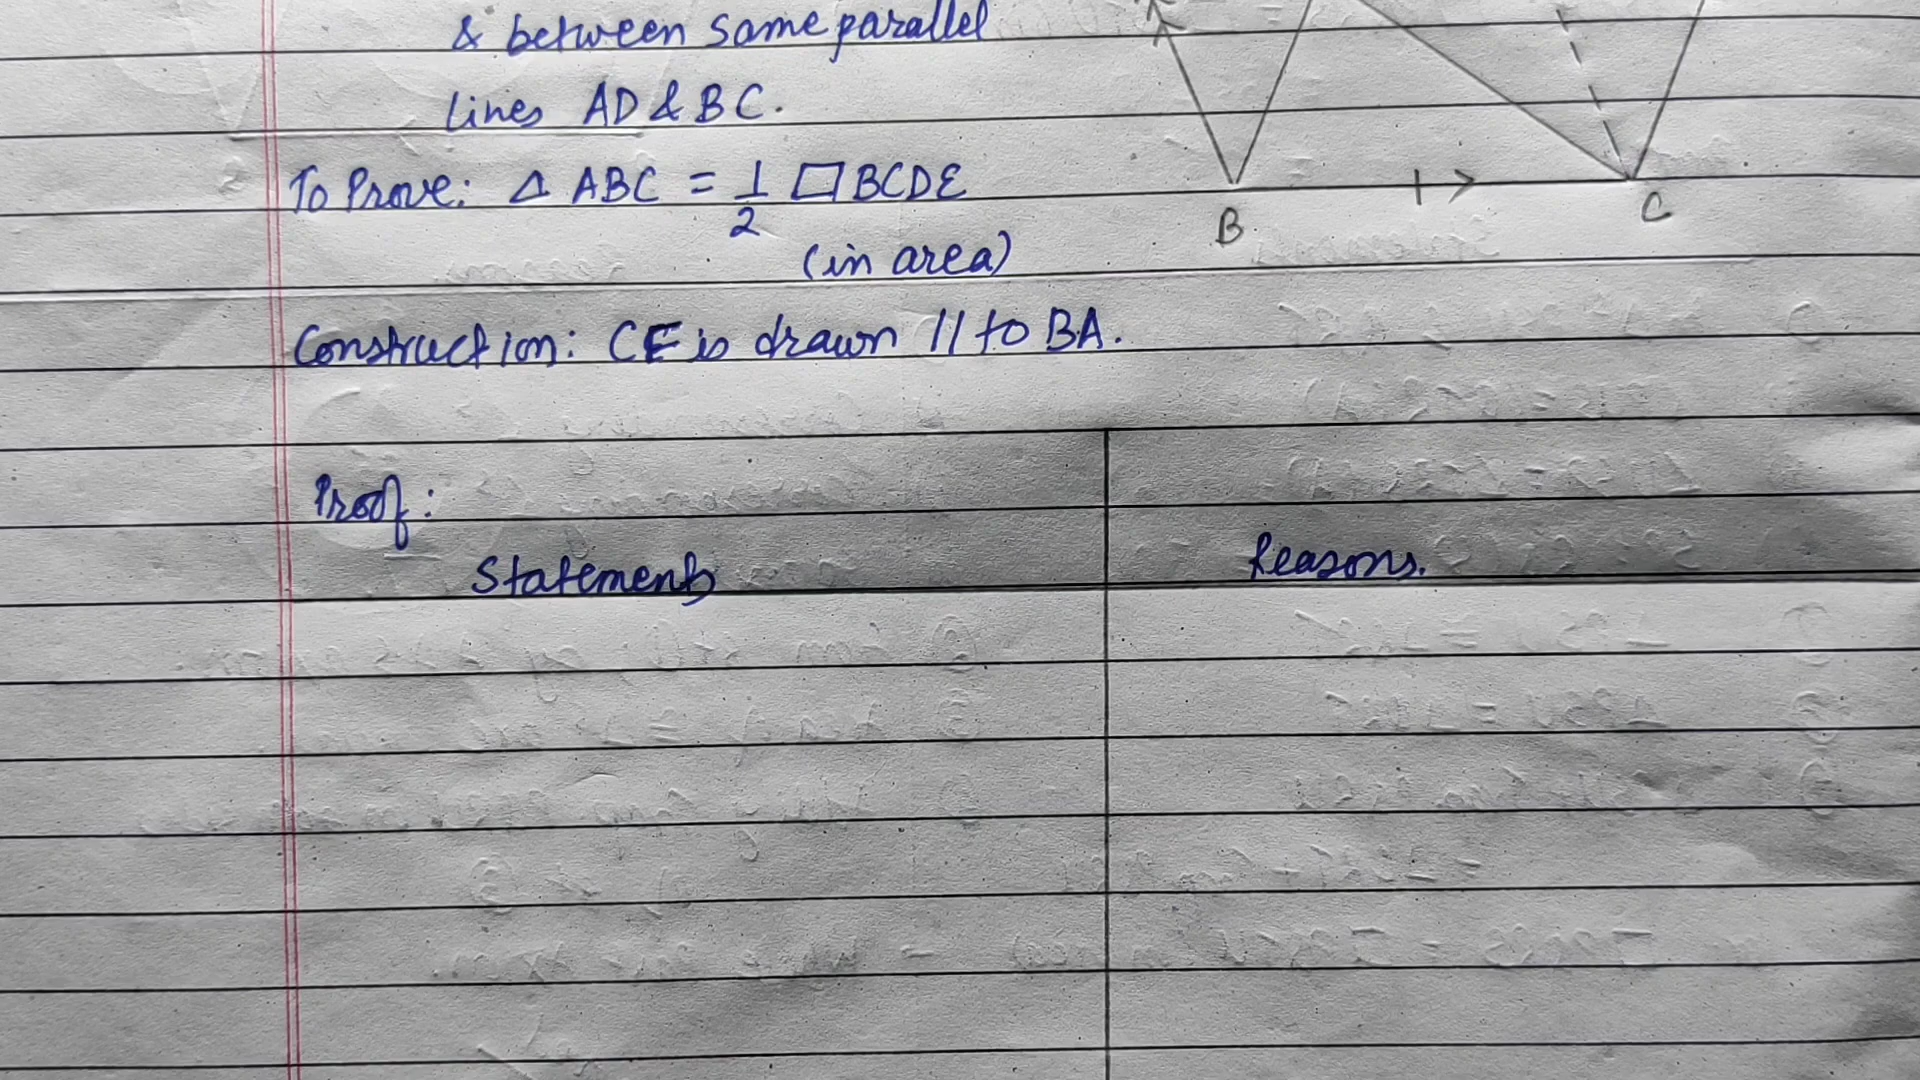 & between same parallel
lines AD & BC.
To Prove: Δ ABC = 1/2 ▱ BCDE
(in area)
Construction: CF is drawn // to BA.
B
C
Proof:
Statements
Reasons.